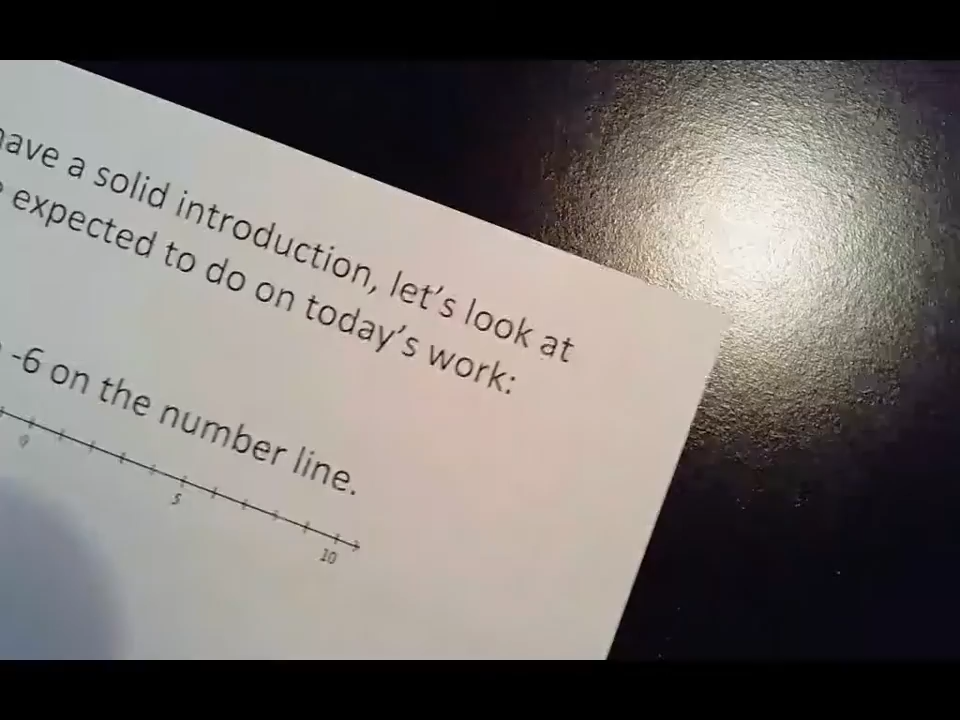 have a solid introduction, let's look at
expected to do on today's work:
-6 on the number line.
0 5 10